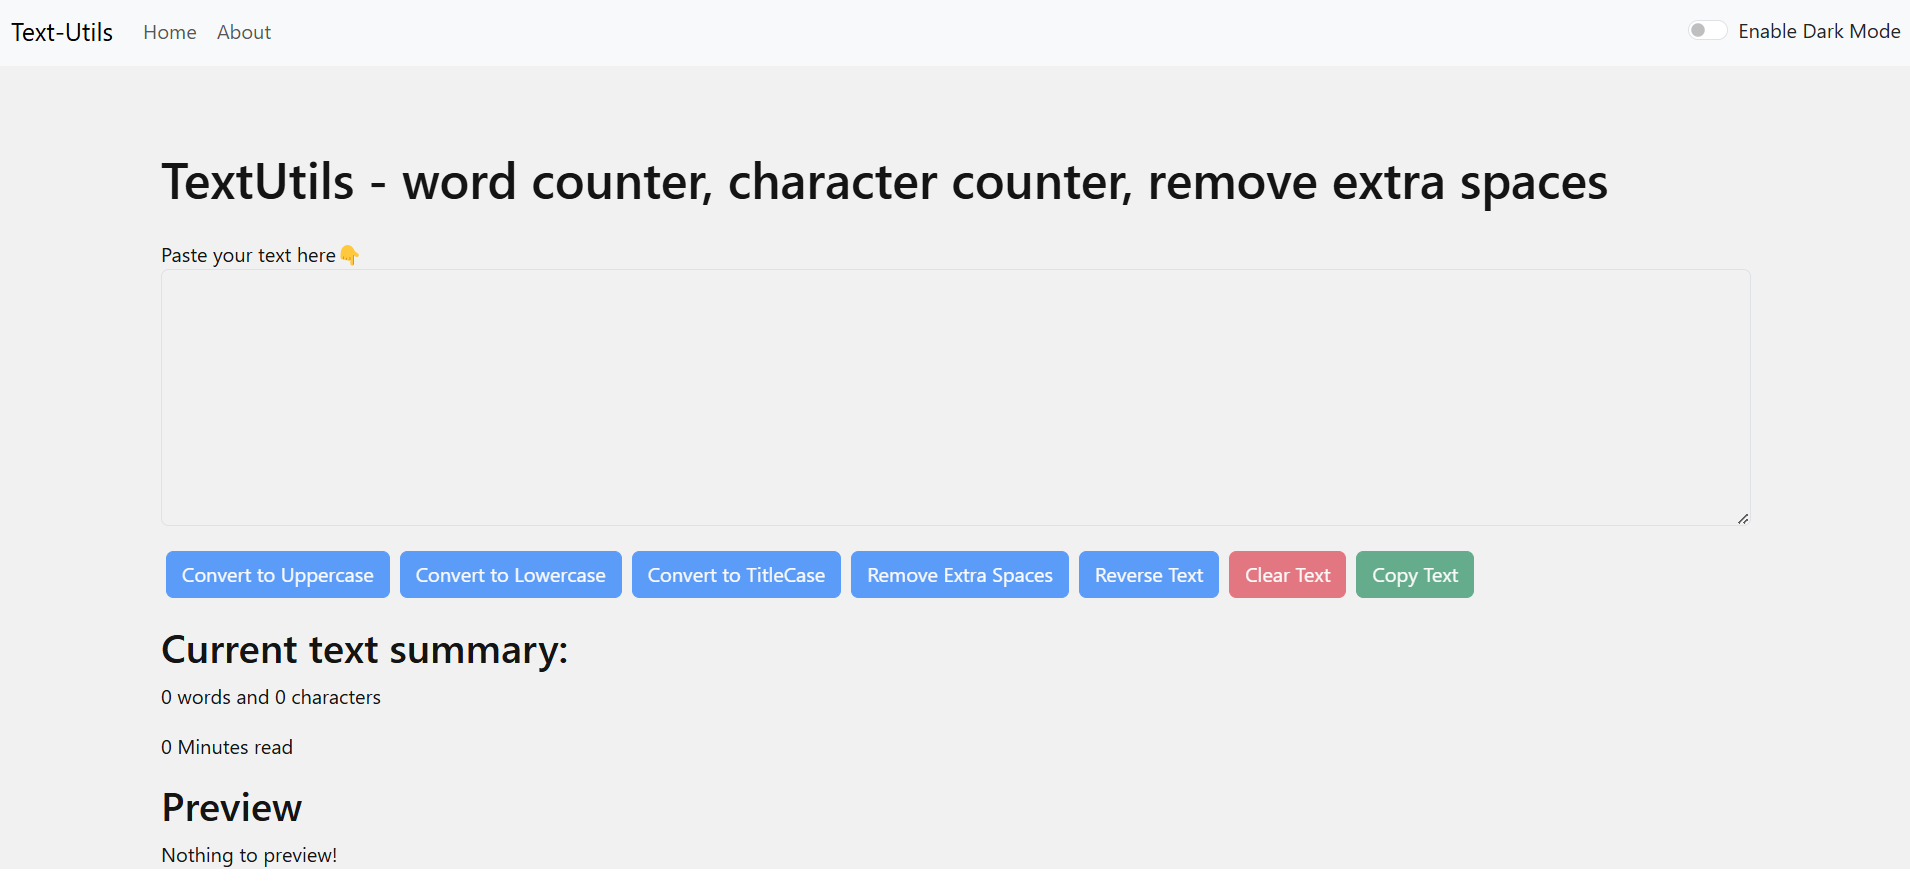 Text-Utils Home About Enable Dark Mode
TextUtils - word counter, character counter, remove extra spaces
Paste your text here👇
Convert to Uppercase Convert to Lowercase Convert to TitleCase Remove Extra Spaces Reverse Text Clear Text Copy Text
Current text summary:
0 words and 0 characters
0 Minutes read
Preview
Nothing to preview!